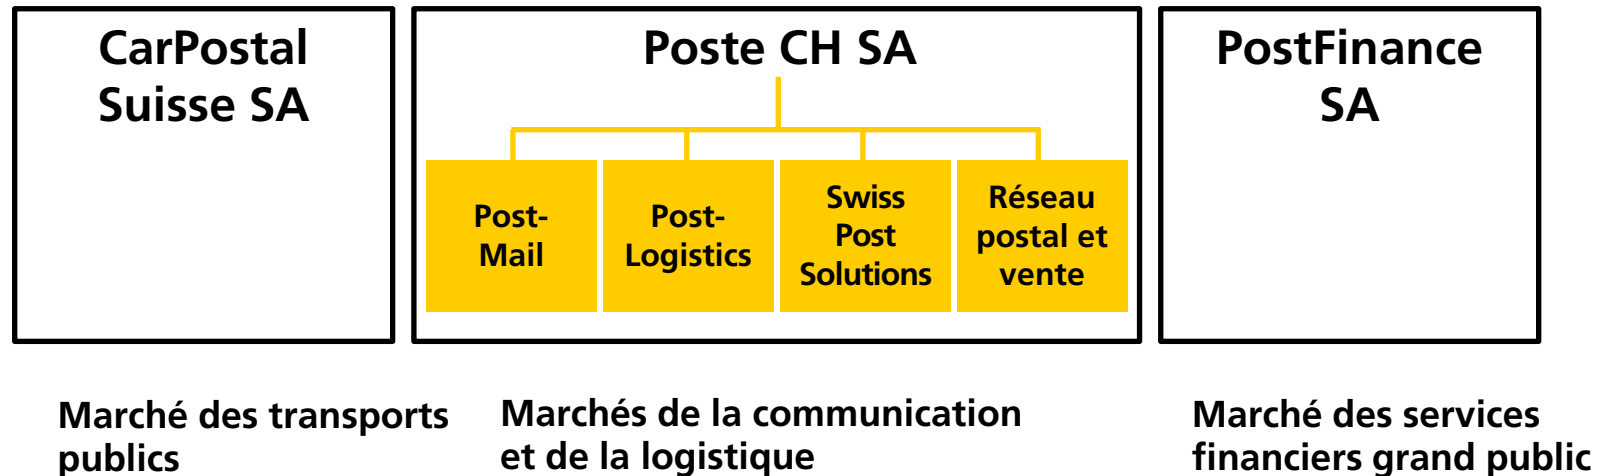 CarPostal
Suisse SA
Poste CH SA
Post-
Mail
Post-
Logistics
Swiss
Post
Solutions
Réseau
postal et
vente
PostFinance
SA
Marché des transports
publics
Marchés de la communication
et de la logistique
Marché des services
financiers grand public